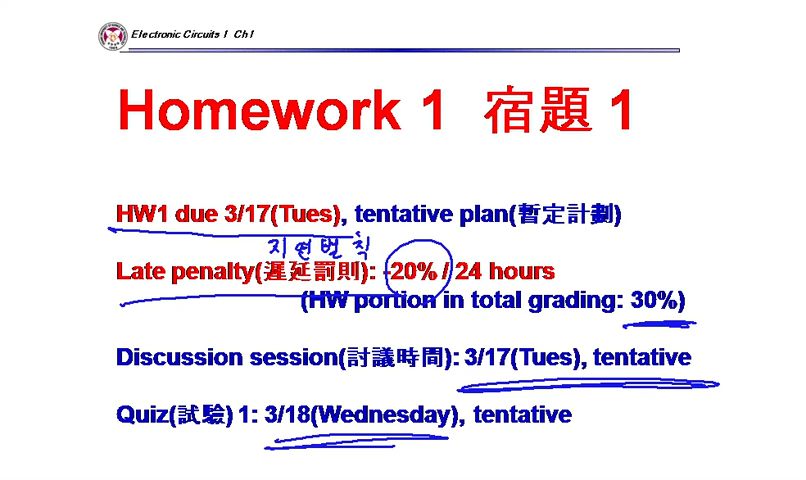 Electronic Circuits 1 Ch1
Homework 1 宿題 1
HW1 due 3/17(Tues), tentative plan(暫定計劃)
지연벌칙
Late penalty(遲延罰則): -20% / 24 hours
(HW portion in total grading: 30%)
Discussion session(討議時間): 3/17(Tues), tentative
Quiz(試驗) 1: 3/18(Wednesday), tentative